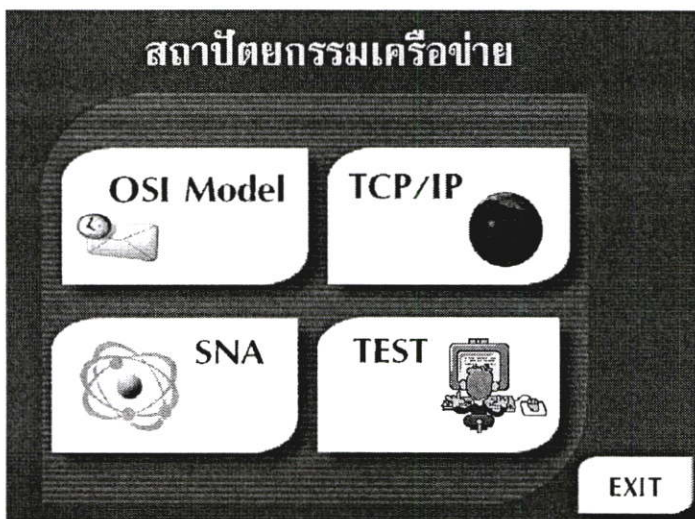 สถาปัตยกรรมเครือข่าย
OSI Model
TCP/IP
SNA
TEST
EXIT